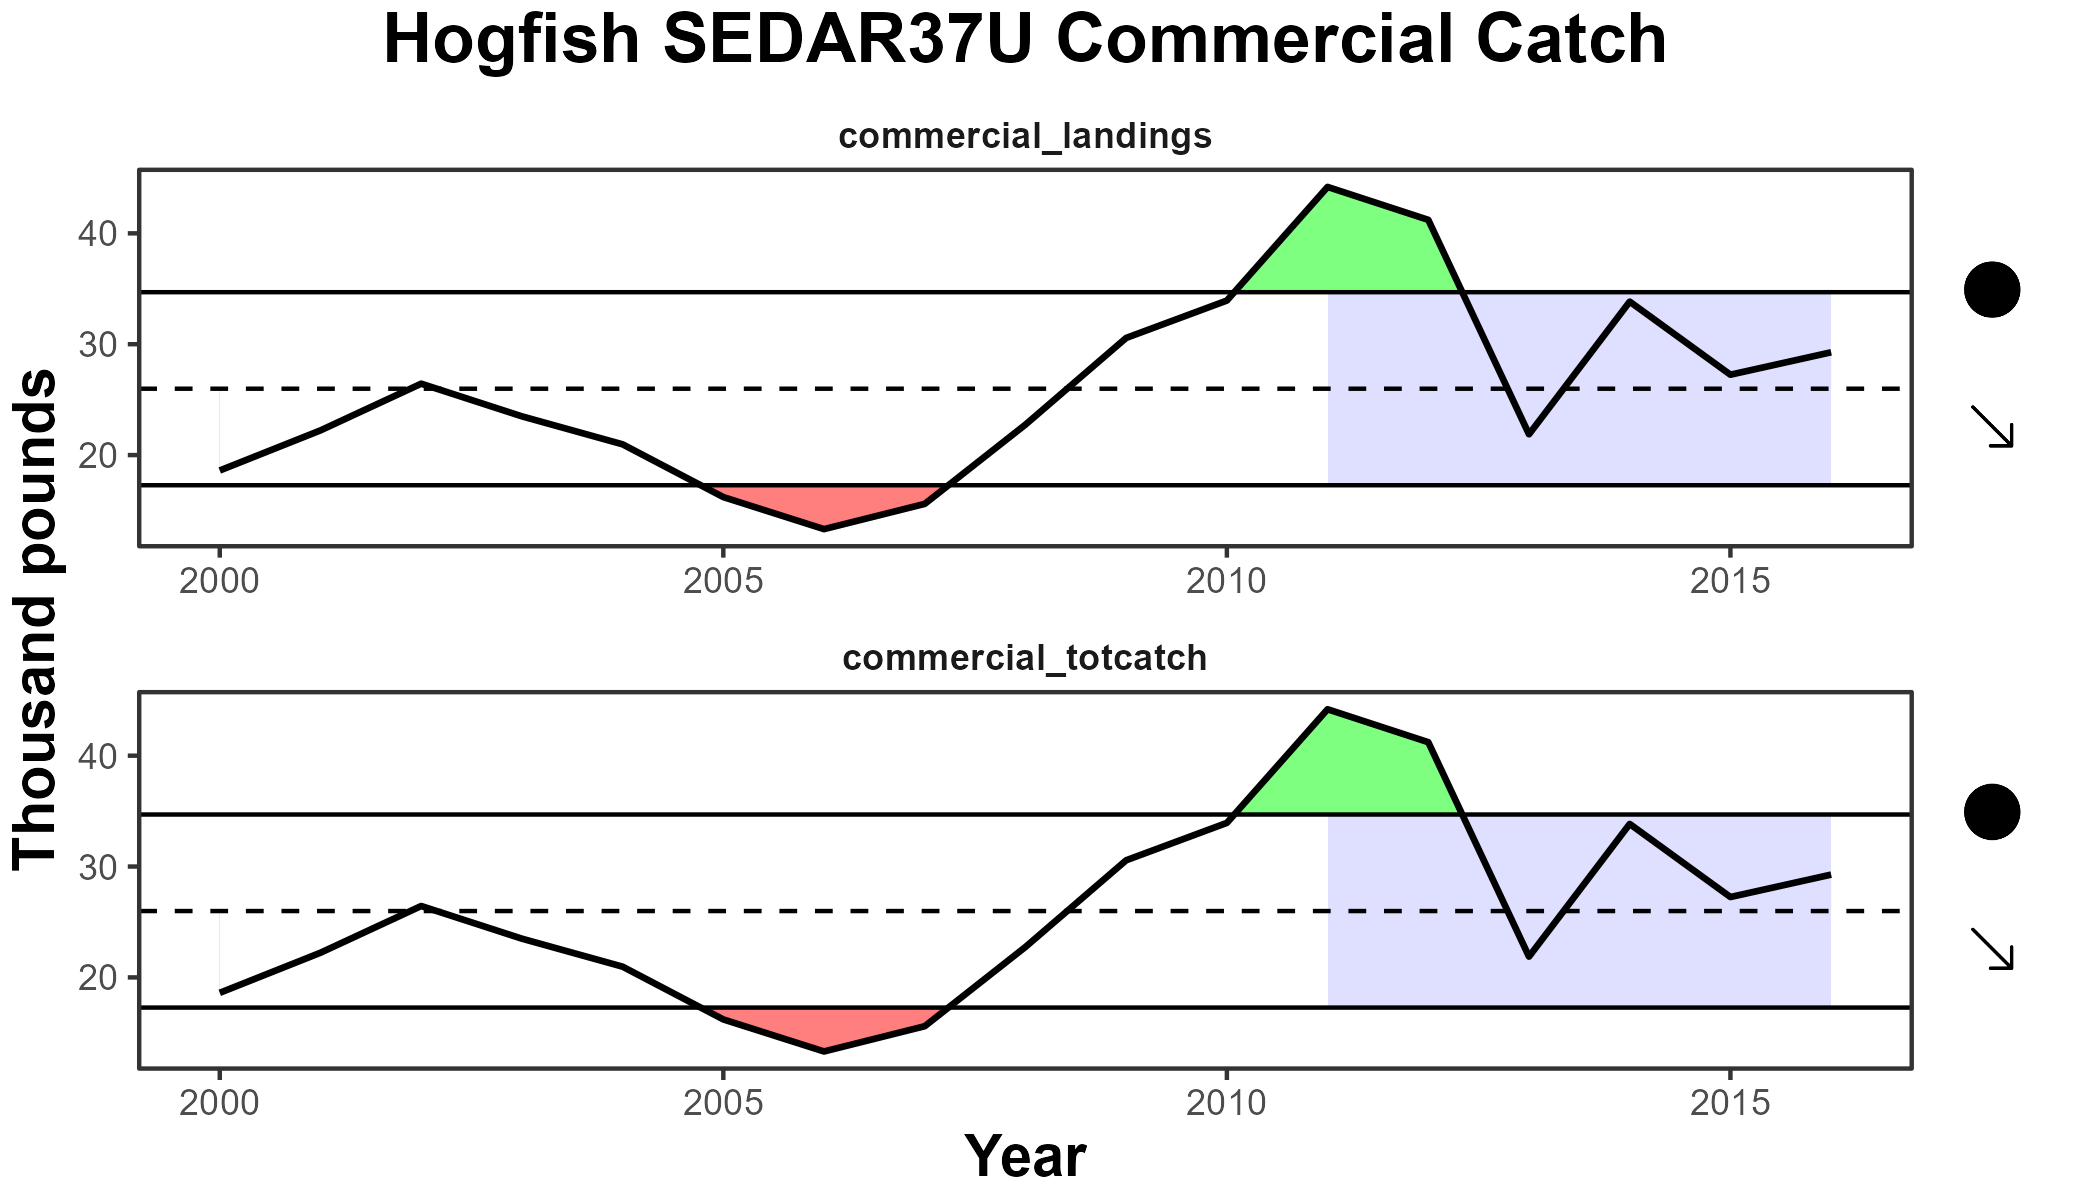 Hogfish SEDAR37U Commercial Catch
commercial_landings
40
30
20
2000 2005 2010 2015
Thousand pounds
commercial_totcatch
40
30
20
2000 2005 2010 2015
Year